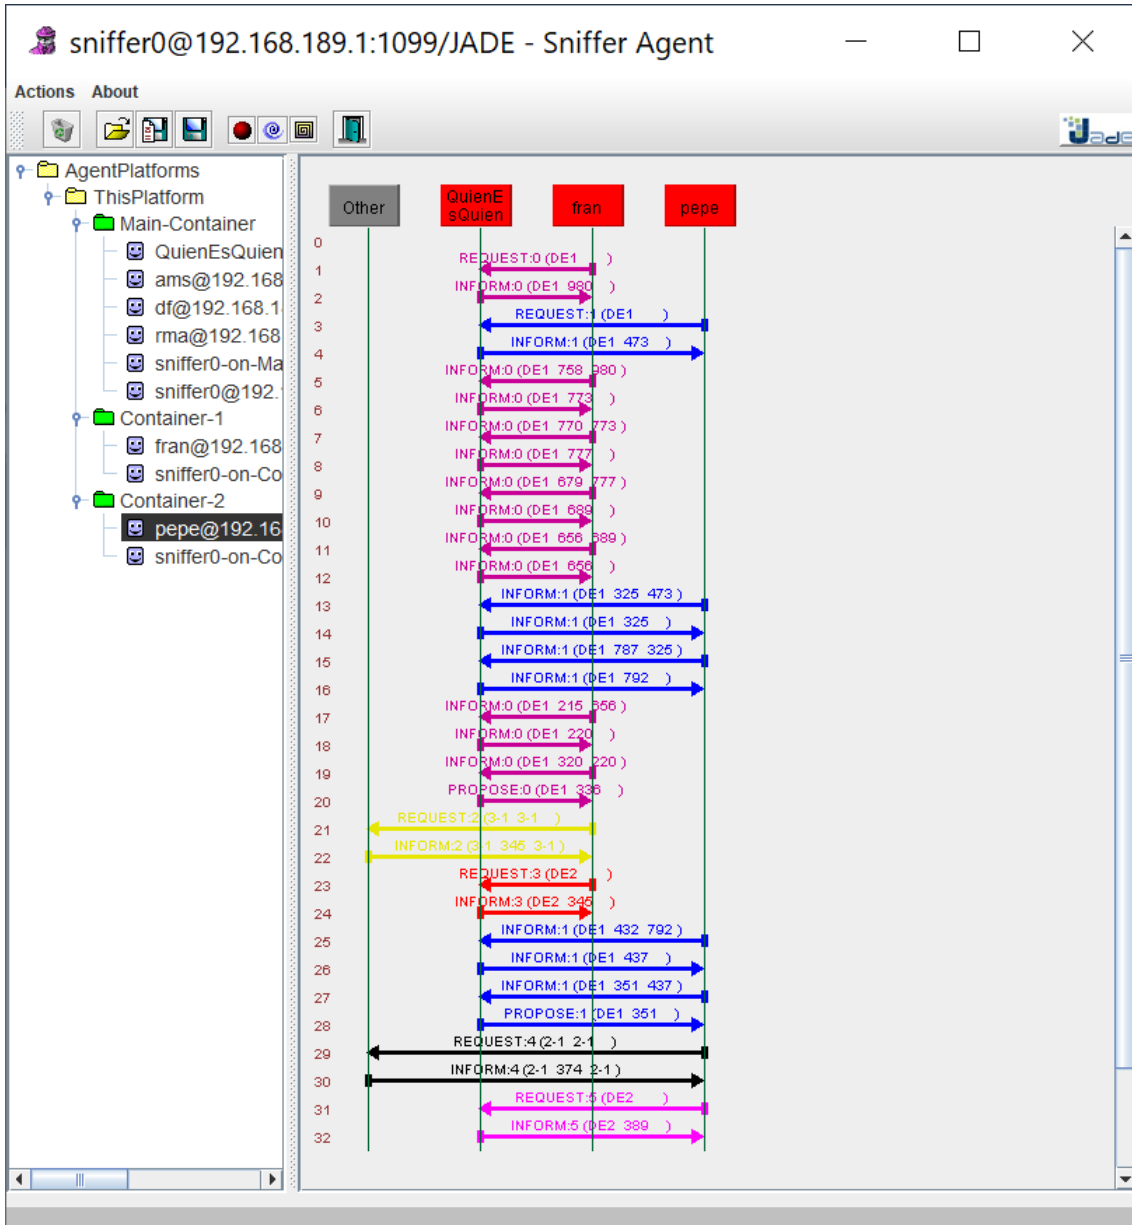 sniffer0@192.168.189.1:1099/JADE - Sniffer Agent
Actions About
Jade
AgentPlatforms
ThisPlatform
Main-Container
QuienEsQuien
ams@192.168
df@192.168.1
rma@192.168
sniffer0-on-Ma
sniffer0@192.
Container-1
fran@192.168
sniffer0-on-Co
Container-2
pepe@192.16
sniffer0-on-Co
Other
QuienE
sQuien
fran
pepe
0
REQUEST:0 (DE1 )
1
INFORM:0 (DE1 980 )
2
REQUEST:1 (DE1 )
3
INFORM:1 (DE1 473 )
4
INFORM:0 (DE1 758 980)
5
INFORM:0 (DE1 773 )
6
INFORM:0 (DE1 770 773)
7
INFORM:0 (DE1 777 )
8
INFORM:0 (DE1 679 777)
9
INFORM:0 (DE1 689 )
10
INFORM:0 (DE1 656 689)
11
INFORM:0 (DE1 656 )
12
INFORM:1 (DE1 325 473)
13
INFORM:1 (DE1 325 )
14
INFORM:1 (DE1 787 325)
15
INFORM:1 (DE1 792 )
16
INFORM:0 (DE1 215 656)
17
INFORM:0 (DE1 220 )
18
INFORM:0 (DE1 320 220)
19
PROPOSE:0 (DE1 336 )
20
REQUEST:2 (3-1 3-1 )
21
INFORM:2 (3-1 345 3-1)
22
REQUEST:3 (DE2 )
23
INFORM:3 (DE2 345 )
24
INFORM:1 (DE1 432 792)
25
INFORM:1 (DE1 437 )
26
INFORM:1 (DE1 351 437)
27
PROPOSE:1 (DE1 351 )
28
REQUEST:4 (2-1 2-1 )
29
INFORM:4 (2-1 374 2-1)
30
REQUEST:5 (DE2 )
31
INFORM:5 (DE2 389 )
32